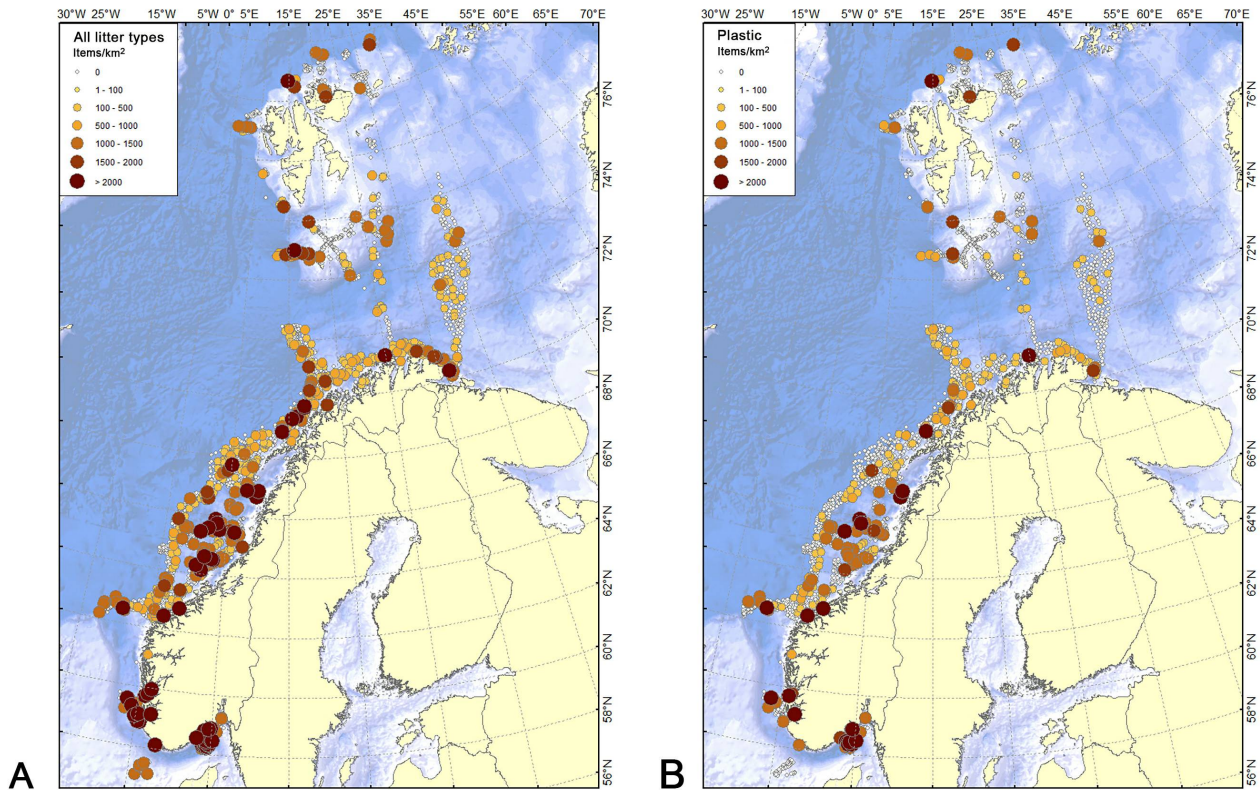 30°W 25°W 15°W 5°W 0° 5°E 15°E 25°E 35°E 45°E 55°E 60°E 65°E 70°E
All litter types
Items/km²
0
1 - 100
100 - 500
500 - 1000
1000 - 1500
1500 - 2000
> 2000
76°N
74°N
72°N
70°N
68°N
66°N
64°N
62°N
60°N
58°N
56°N
A
30°W 25°W 15°W 5°W 0° 5°E 15°E 25°E 35°E 45°E 55°E 60°E 65°E 70°E
Plastic
Items/km²
0
1 - 100
100 - 500
500 - 1000
1000 - 1500
1500 - 2000
> 2000
76°N
74°N
72°N
70°N
68°N
66°N
64°N
62°N
60°N
58°N
56°N
B